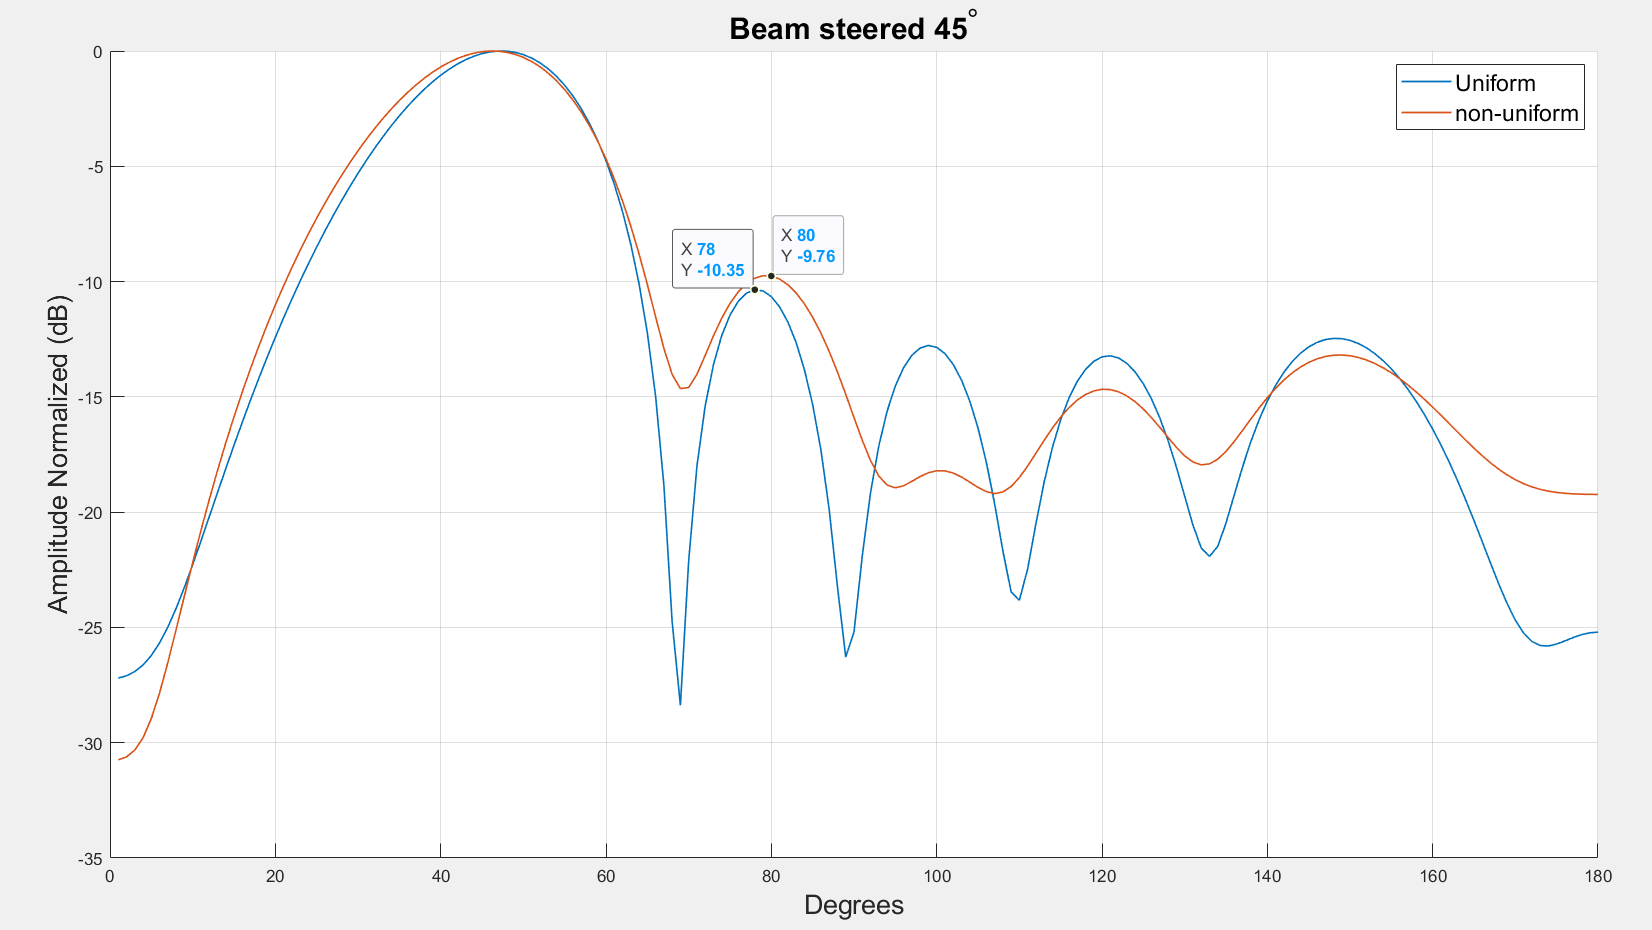 Beam steered 45°
Uniform
non-uniform
X 78
Y -10.35
X 80
Y -9.76
Amplitude Normalized (dB)
0
-5
-10
-15
-20
-25
-30
-35
0 20 40 60 80 100 120 140 160 180
Degrees